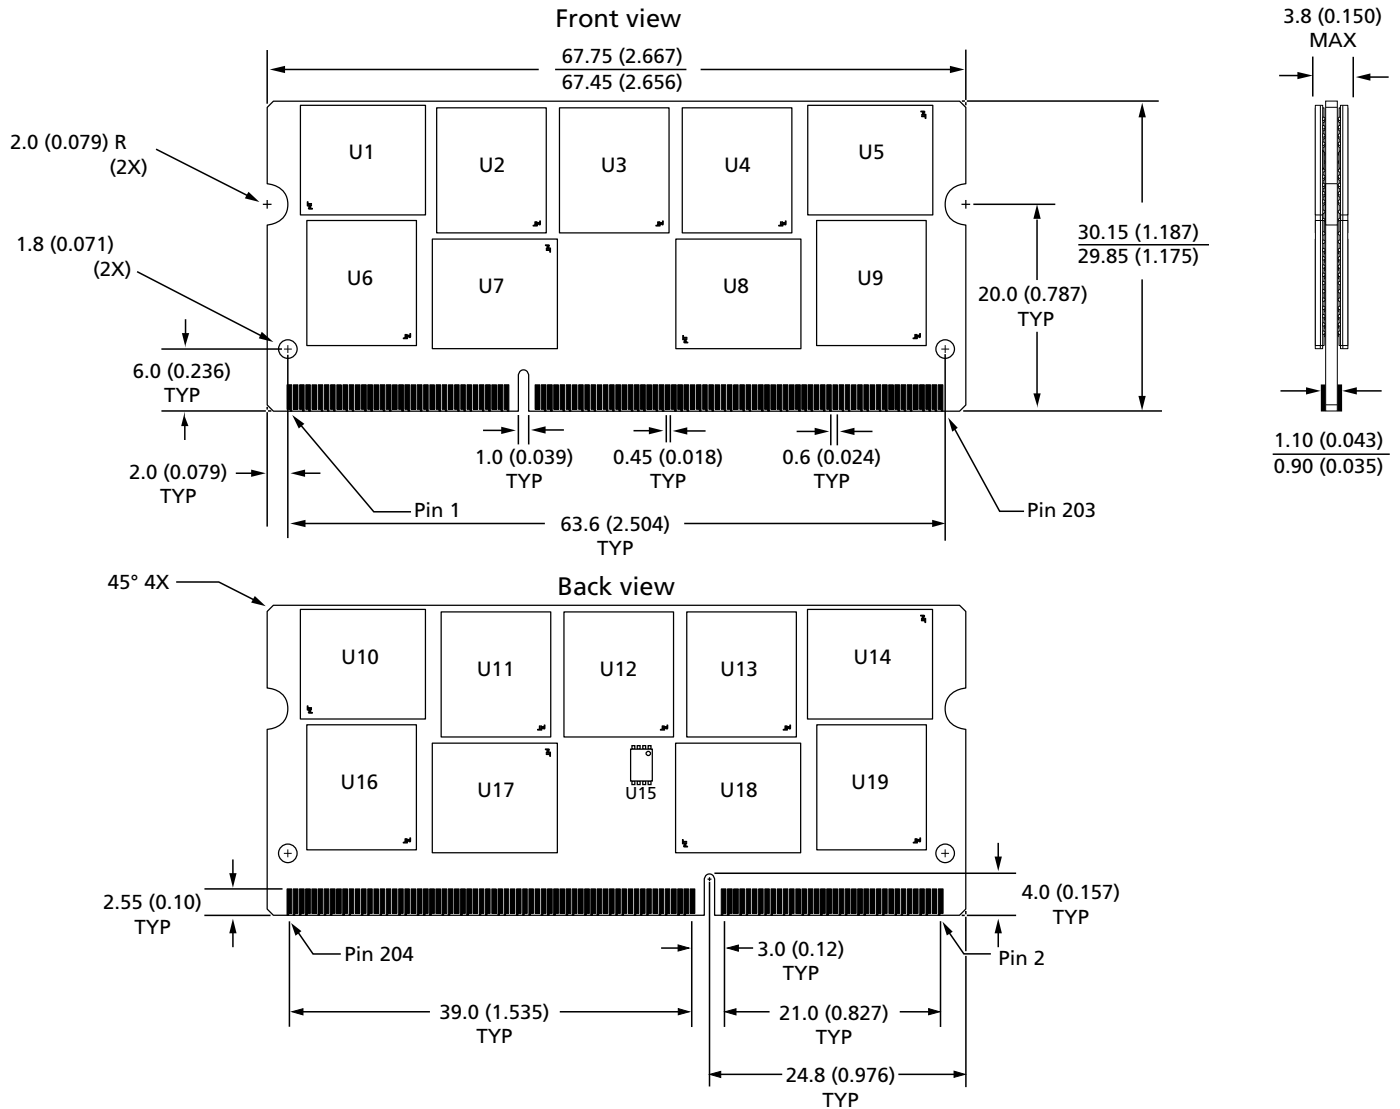 Front view
3.8 (0.150)
MAX
67.75 (2.667)
67.45 (2.656)
2.0 (0.079) R
(2X)
U1
U2
U3
U4
U5
1.8 (0.071)
(2X)
30.15 (1.187)
29.85 (1.175)
U6
U7
U8
U9
20.0 (0.787)
TYP
6.0 (0.236)
TYP
1.0 (0.039)
TYP
0.45 (0.018)
TYP
0.6 (0.024)
TYP
1.10 (0.043)
0.90 (0.035)
2.0 (0.079)
TYP
Pin 1
63.6 (2.504)
TYP
Pin 203
45° 4X
Back view
U10
U11
U12
U13
U14
U16
U17
U15
U18
U19
2.55 (0.10)
TYP
4.0 (0.157)
TYP
Pin 204
3.0 (0.12)
TYP
Pin 2
39.0 (1.535)
TYP
21.0 (0.827)
TYP
24.8 (0.976)
TYP